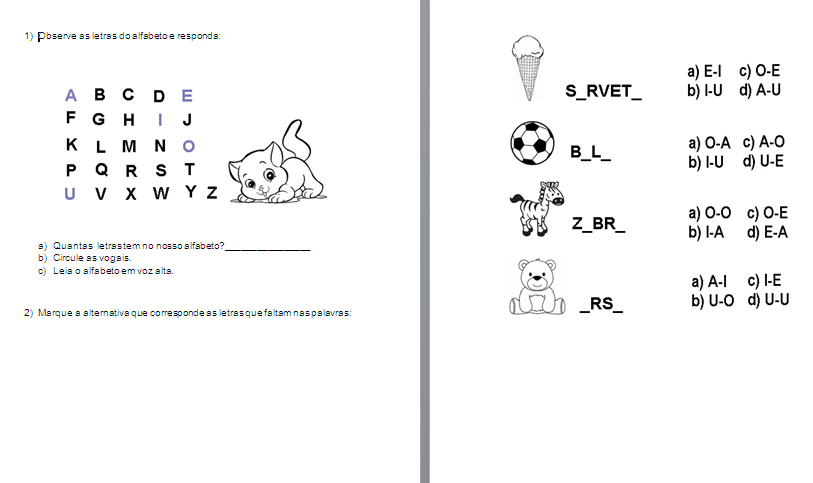 1) Observe as letras do alfabeto e responda:
A B C D E
F G H I J
K L M N O
P Q R S T
U V X W Y Z
a) Quantas letras tem no nosso alfabeto?_______________
b) Circule as vogais.
c) Leia o alfabeto em voz alta.
2) Marque a alternativa que corresponde as letras que faltam nas palavras:
S_RVET_
a) E-I c) O-E
b) I-U d) A-U
B_L_
a) O-A c) A-O
b) I-U d) U-E
Z_BR_
a) O-O c) O-E
b) I-A d) E-A
_RS_
a) A-I c) I-E
b) U-O d) U-U